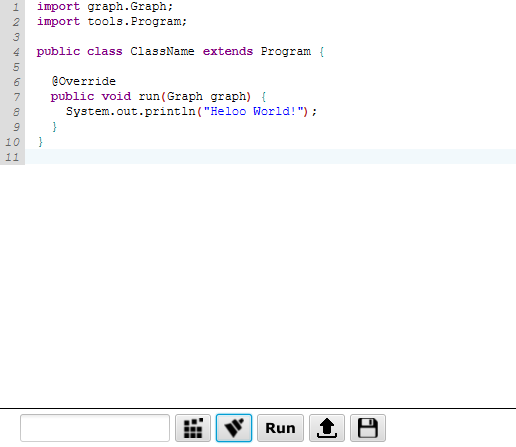 1 import graph.Graph;
2 import tools.Program;
3
4 public class ClassName extends Program {
5
6 @Override
7 public void run(Graph graph) {
8 System.out.println("Heloo World!");
9 }
10 }
11
Run